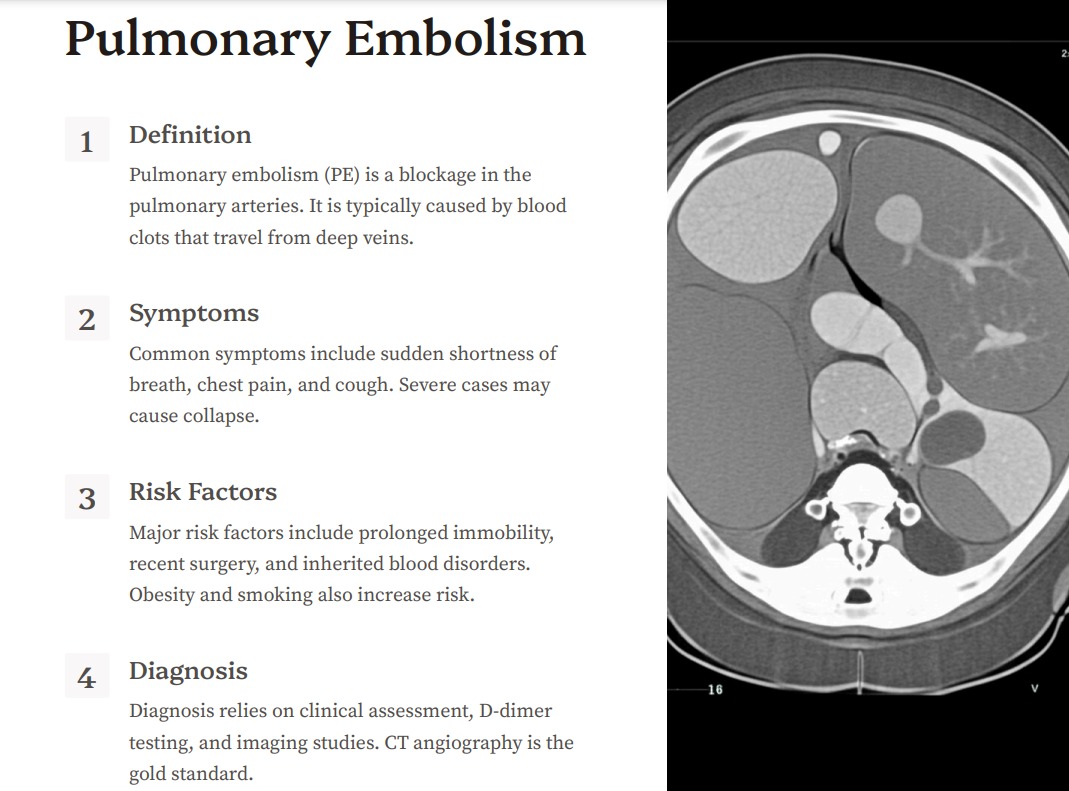 Pulmonary Embolism
1
Definition
Pulmonary embolism (PE) is a blockage in the
pulmonary arteries. It is typically caused by blood
clots that travel from deep veins.
2
Symptoms
Common symptoms include sudden shortness of
breath, chest pain, and cough. Severe cases may
cause collapse.
3
Risk Factors
Major risk factors include prolonged immobility,
recent surgery, and inherited blood disorders.
Obesity and smoking also increase risk.
4
Diagnosis
Diagnosis relies on clinical assessment, D-dimer
testing, and imaging studies. CT angiography is the
gold standard.
16
V